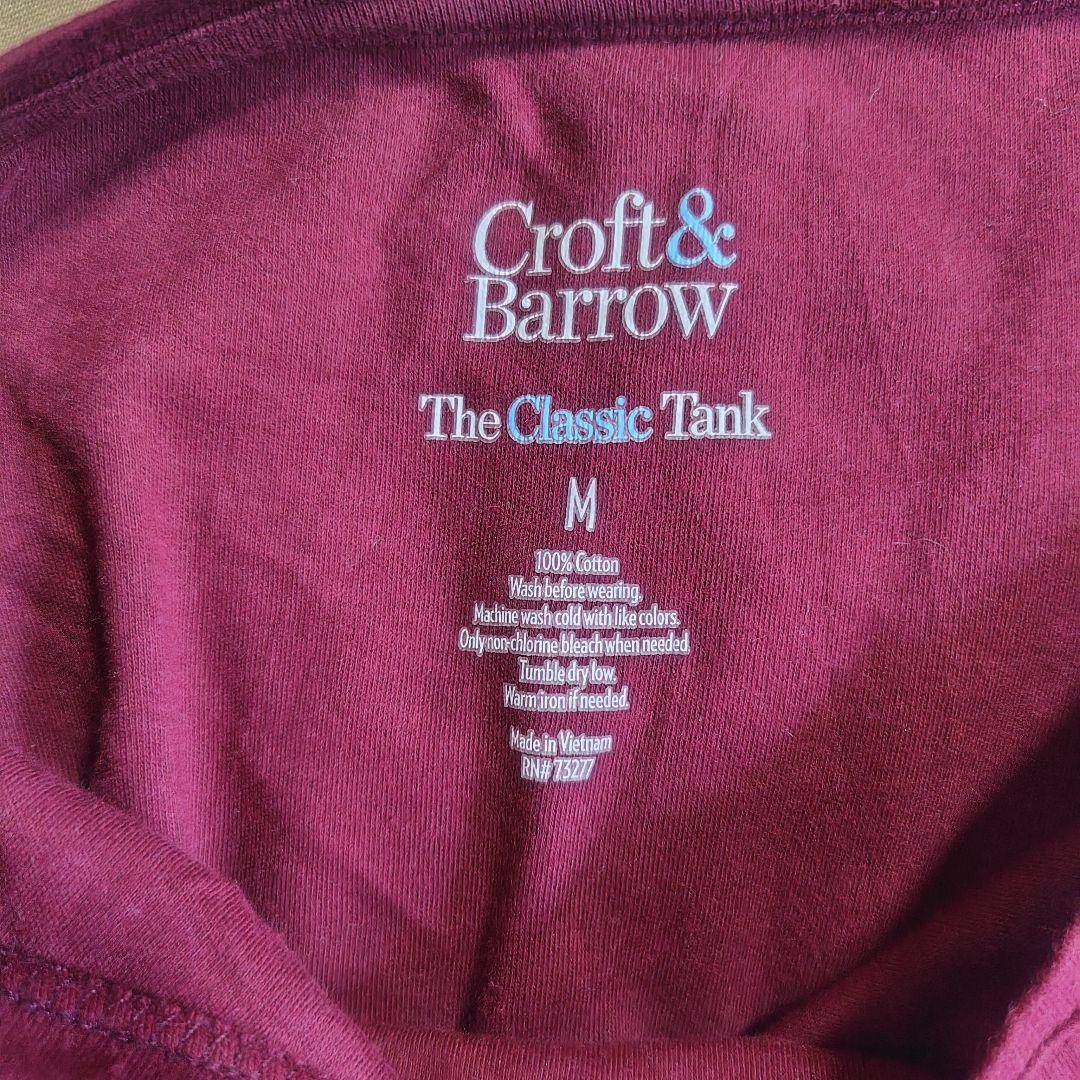 Croft&
Barrow
The Classic Tank
M
100% Cotton
Wash before wearing.
Machine wash cold with like colors.
Only non-chlorine bleach when needed.
Tumble dry low.
Warm iron if needed.
Made in Vietnam
RN# 73277